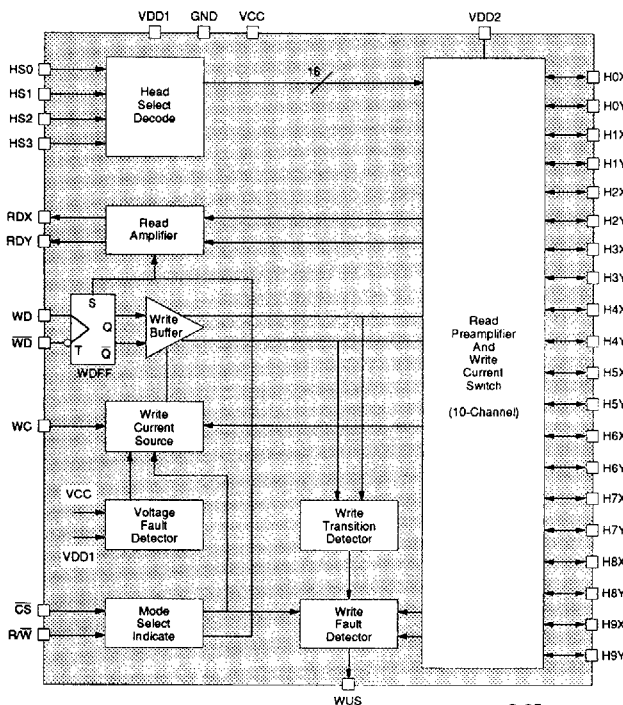 VDD1 GND VCC VDD2
HS0
HS1
HS2
HS3
Head
Select
Decode
16
RDX
RDY
Read
Amplifier
WD
W̅D̅
S
Q
T
Q̅
WDFF
Write
Buffer
WC
Write
Current
Source
VCC
VDD1
Voltage
Fault
Detector
Write
Transition
Detector
C̅S̅
R/W̅
Mode
Select
Indicate
Write
Fault
Detector
WUS
Read
Preamplifier
And
Write
Current
Switch
(10-Channel)
H0X
H0Y
H1X
H1Y
H2X
H2Y
H3X
H3Y
H4X
H4Y
H5X
H5Y
H6X
H6Y
H7X
H7Y
H8X
H8Y
H9X
H9Y